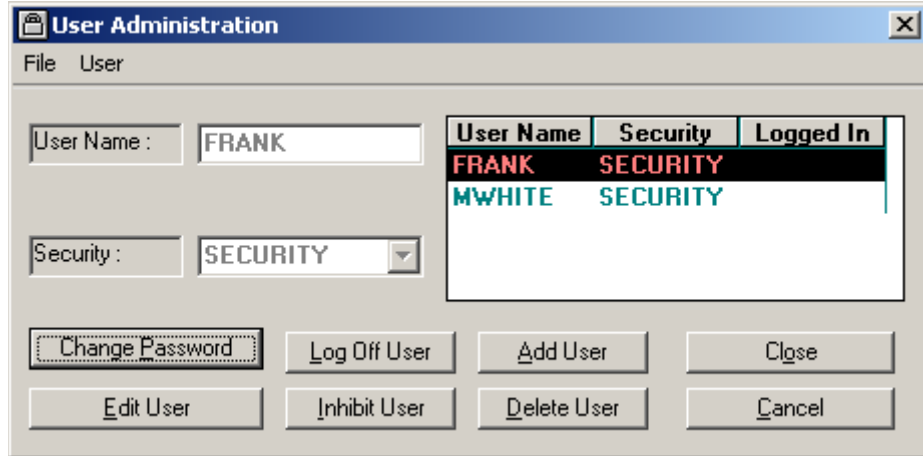 User Administration
File User
User Name : FRANK
Security : SECURITY
User Name Security Logged In
FRANK SECURITY
MWHITE SECURITY
Change Password Log Off User Add User Close
Edit User Inhibit User Delete User Cancel